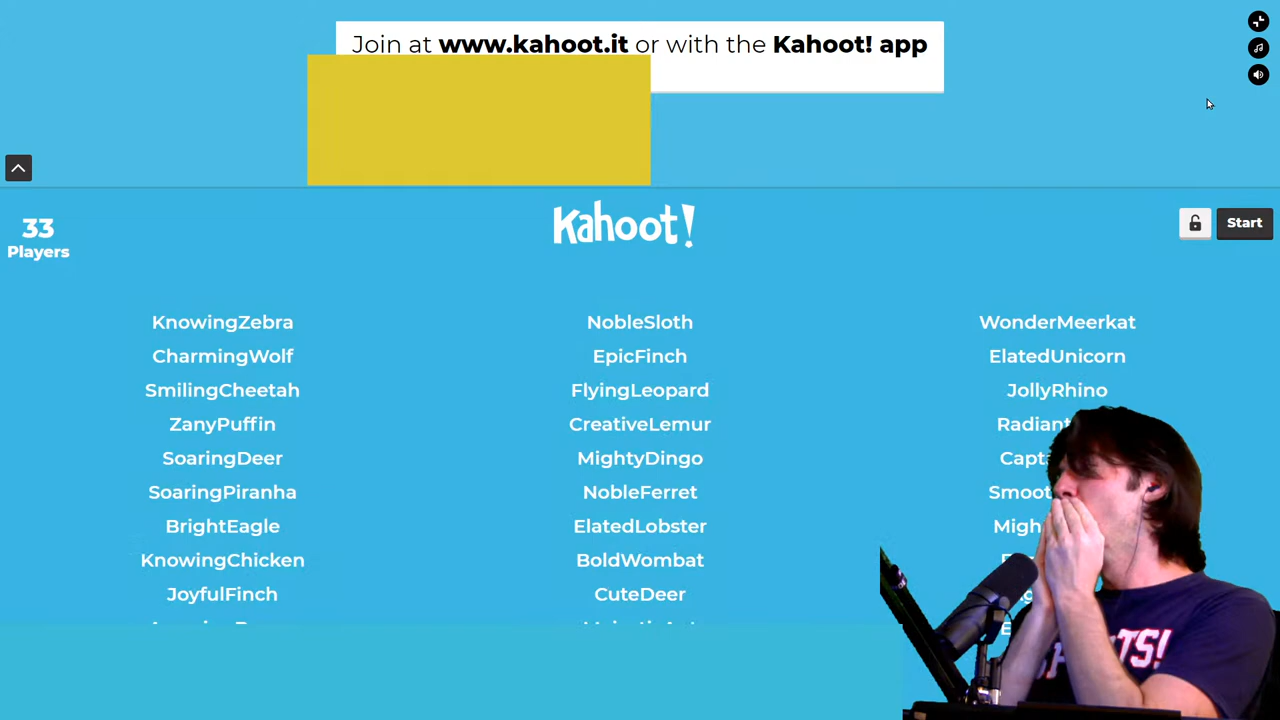 Join at www.kahoot.it or with the Kahoot! app
33
Players
Kahoot!
Start
KnowingZebra
NobleSloth
WonderMeerkat
CharmingWolf
EpicFinch
ElatedUnicorn
SmilingCheetah
FlyingLeopard
JollyRhino
ZanyPuffin
CreativeLemur
SoaringDeer
MightyDingo
SoaringPiranha
NobleFerret
BrightEagle
ElatedLobster
KnowingChicken
BoldWombat
JoyfulFinch
CuteDeer